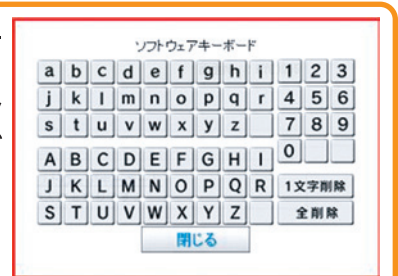 ソフトウェアキーボード
a b c d e f g h i 1 2 3
j k l m n o p q r 4 5 6
s t u v w x y z 7 8 9
0
A B C D E F G H I
J K L M N O P Q R 1文字削除
S T U V W X Y Z 全削除
閉じる